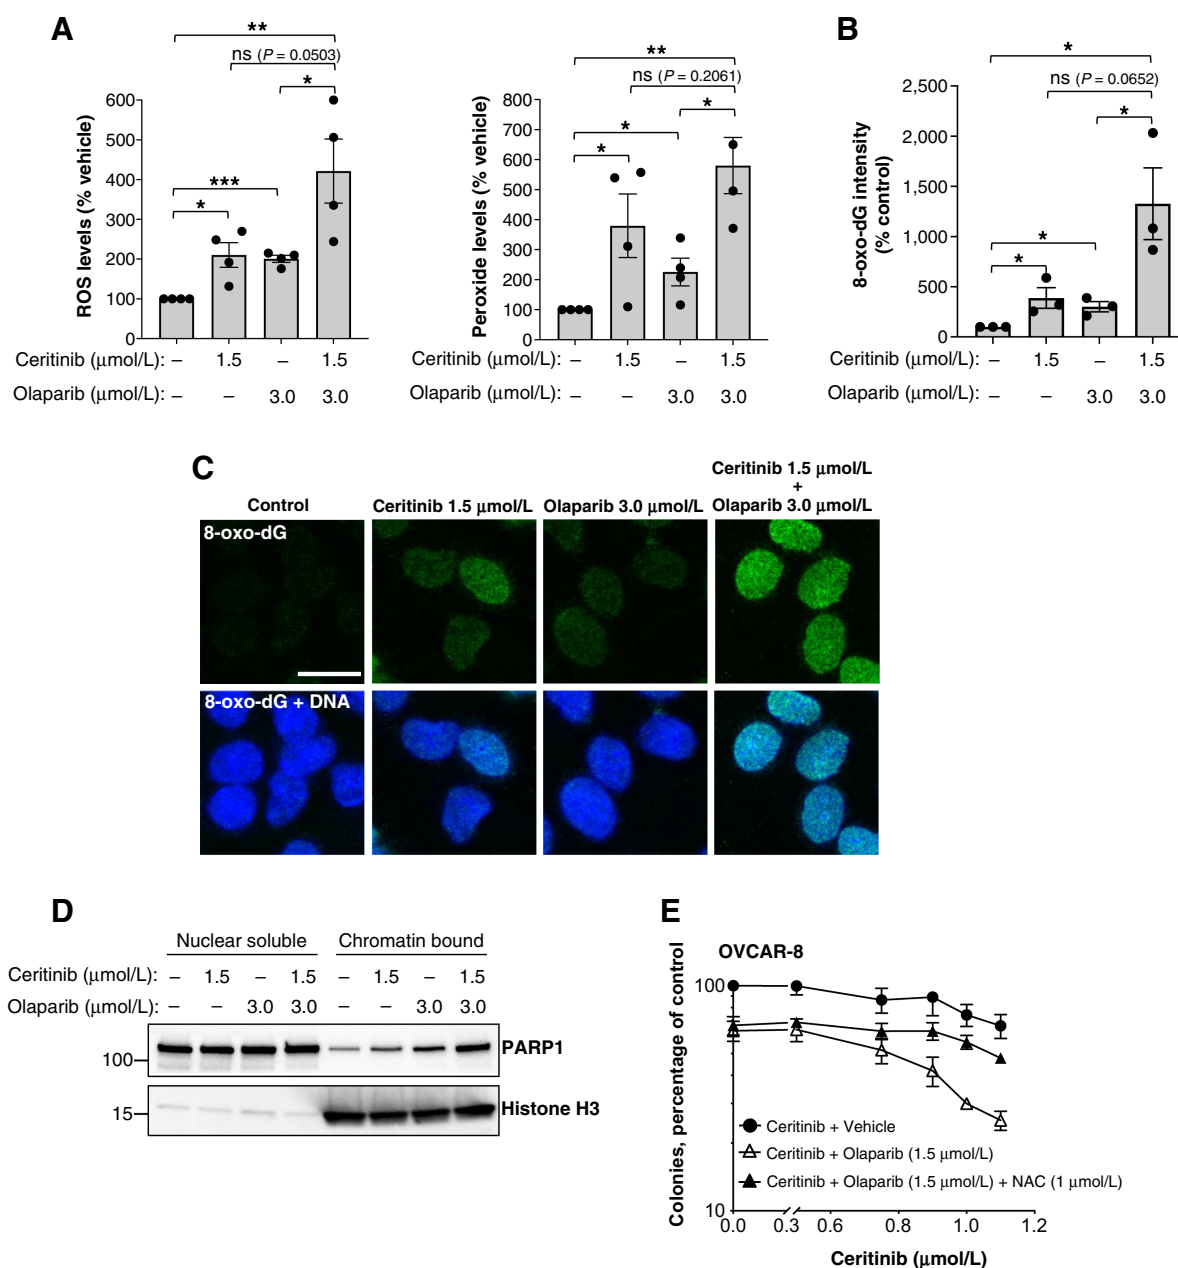 A
**
ns (P = 0.0503)
*
***
*
ROS levels (% vehicle)
600
500
400
300
200
100
0
Ceritinib (μmol/L): – 1.5 – 1.5
Olaparib (μmol/L): – – 3.0 3.0
**
ns (P = 0.2061)
*
*
*
Peroxide levels (% vehicle)
800
700
600
500
400
300
200
100
0
Ceritinib (μmol/L): – 1.5 – 1.5
Olaparib (μmol/L): – – 3.0 3.0
B
*
ns (P = 0.0652)
*
*
*
8-oxo-dG intensity
(% control)
2,500
2,000
1,500
1,000
500
0
Ceritinib (μmol/L): – 1.5 – 1.5
Olaparib (μmol/L): – – 3.0 3.0
C
Control
Ceritinib 1.5 μmol/L
Olaparib 3.0 μmol/L
Ceritinib 1.5 μmol/L
+
Olaparib 3.0 μmol/L
8-oxo-dG
8-oxo-dG + DNA
D
Nuclear soluble Chromatin bound
Ceritinib (μmol/L): – 1.5 – 1.5 – 1.5 – 1.5
Olaparib (μmol/L): – – 3.0 3.0 – – 3.0 3.0
100
PARP1
15
Histone H3
E
OVCAR-8
Colonies, percentage of control
100
10
Ceritinib + Vehicle
Ceritinib + Olaparib (1.5 μmol/L)
Ceritinib + Olaparib (1.5 μmol/L) + NAC (1 μmol/L)
0.0 0.3 0.6 0.8 1.0 1.2
Ceritinib (μmol/L)